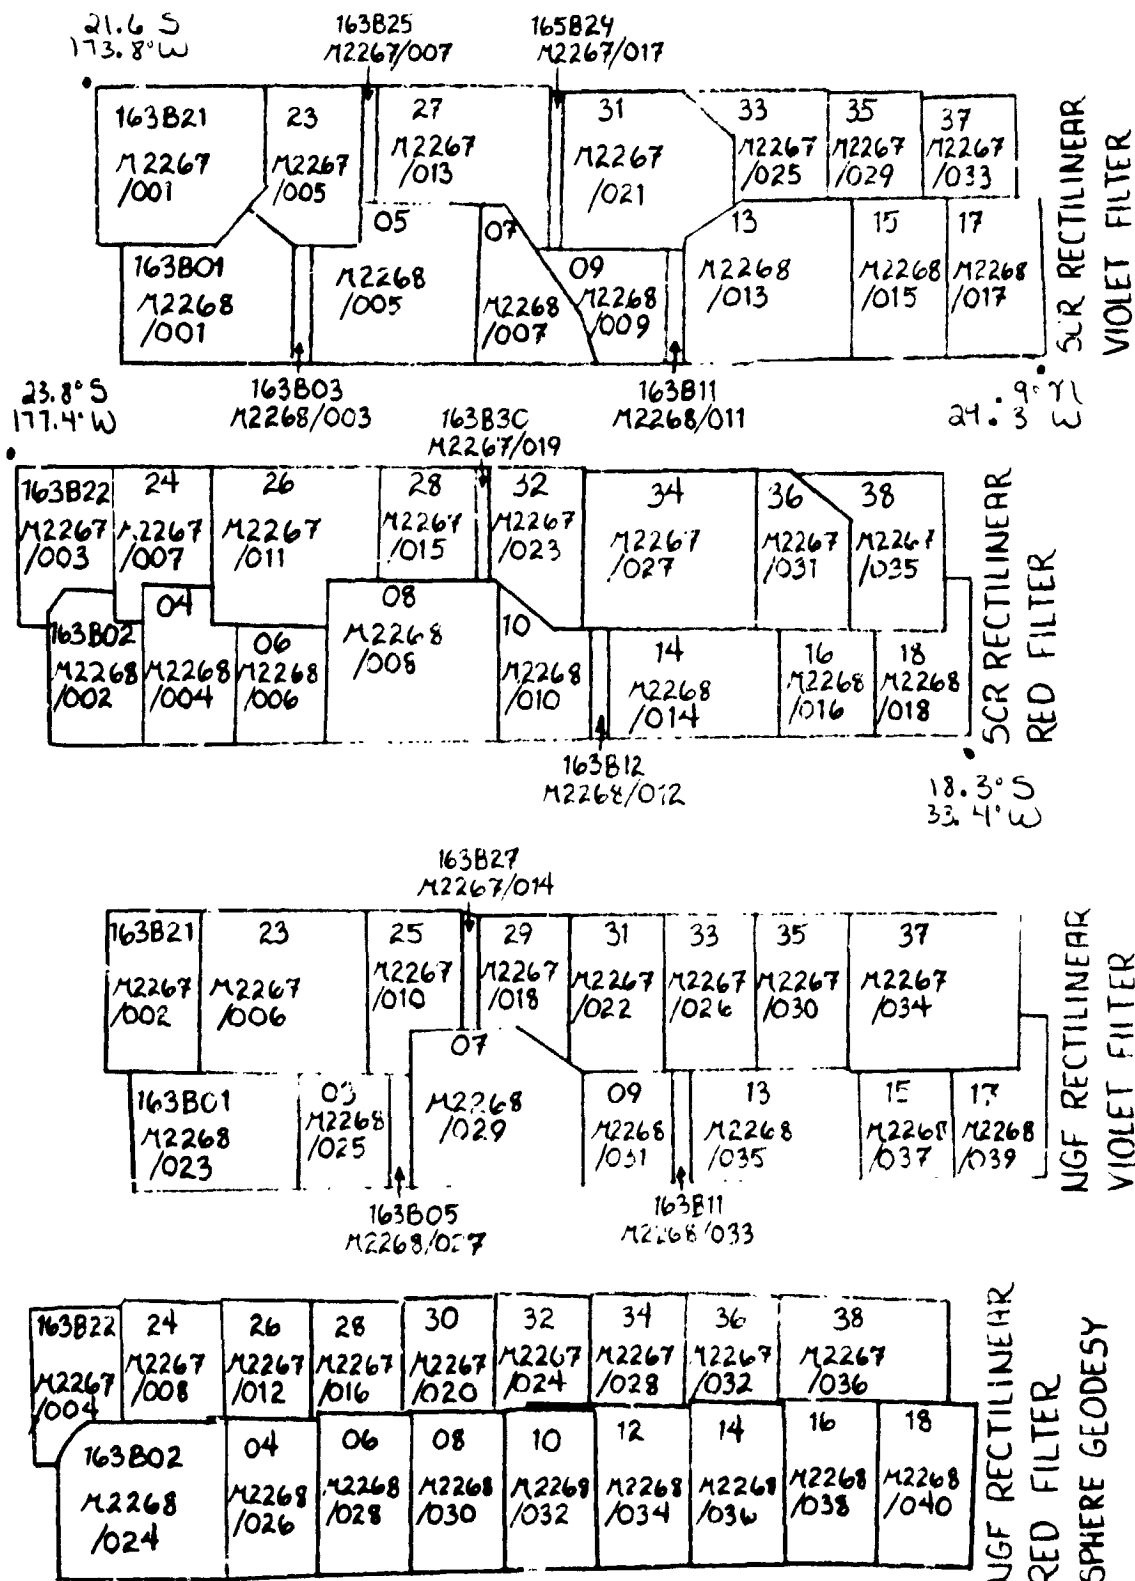 21.6 S
173.8°W
163B25
M2267/007
165B24
M2267/017
163B21
M2267
/001
23
M2267
/005
27
M2267
/013
31
M2267
/021
33
M2267
/025
35
M2267
/029
37
M2267
/033
163B01
M2268
/001
05
M2268
/005
07
M2268
/007
09
M2268
/009
13
M2268
/013
15
M2268
/015
17
M2268
/017
SCR RECTILINEAR
VIOLET FILTER
163B03
M2268/003
163B11
M2268/011
23.8° S
177.4° W
163B30
M2267/019
163B22
M2267
/003
24
M2267
/007
26
M2267
/011
28
M2267
/015
32
M2267
/023
34
M2267
/027
36
M2267
/031
38
M2267
/035
163B02
M2268
/002
04
M2268
/004
06
M2268
/006
08
M2268
/008
10
M2268
/010
14
M2268
/014
16
M2268
/016
18
M2268
/018
SCR RECTILINEAR
RED FILTER
163B12
M2268/012
18.3° S
33.4° W
163B27
M2267/014
163B21
M2267
/002
23
M2267
/006
25
M2267
/010
29
M2267
/018
31
M2267
/022
33
M2267
/026
35
M2267
/030
37
M2267
/034
163B01
M2268
/023
03
M2268
/025
07
M2268
/029
09
M2268
/031
13
M2268
/035
15
M2268
/037
17
M2268
/039
NGF RECTILINEAR
VIOLET FILTER
163B05
M2268/027
163B11
M2268/033
163B22
M2267
/004
24
M2267
/008
26
M2267
/012
28
M2267
/016
30
M2267
/020
32
M2267
/024
34
M2267
/028
36
M2267
/032
38
M2267
/036
163B02
M2268
/024
04
M2268
/026
06
M2268
/028
08
M2268
/030
10
M2268
/032
12
M2268
/034
14
M2268
/036
16
M2268
/038
18
M2268
/040
NGF RECTILINEAR
RED FILTER
SPHERE GEODESY